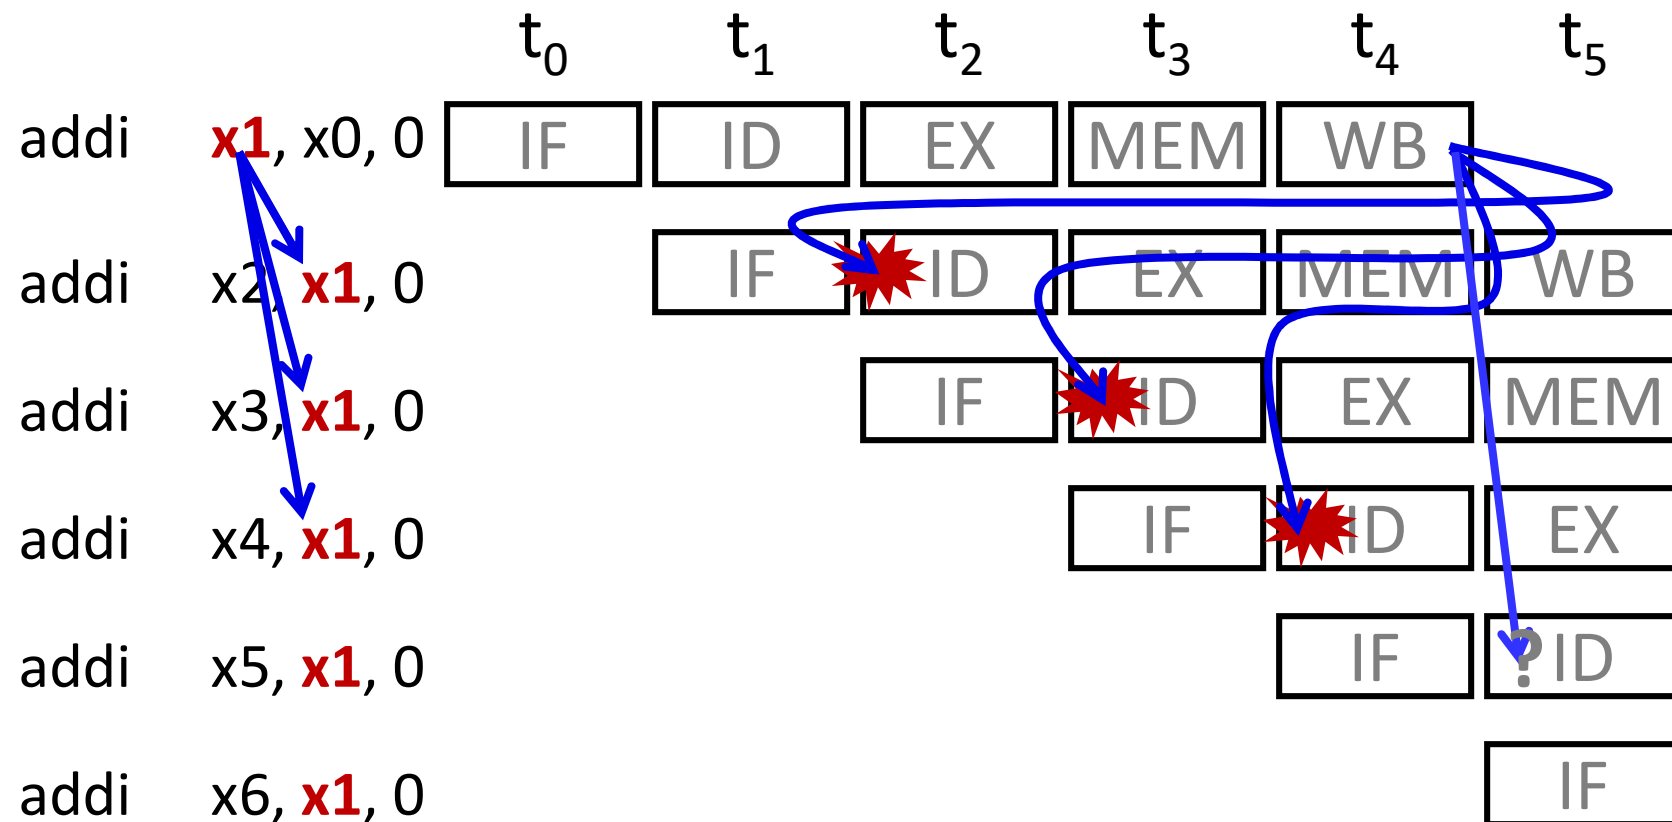 t0 t1 t2 t3 t4 t5
addi x1, x0, 0 IF ID EX MEM WB
addi x2, x1, 0 IF ID EX MEM WB
addi x3, x1, 0 IF ID EX MEM
addi x4, x1, 0 IF ID EX
addi x5, x1, 0 IF ? ID
addi x6, x1, 0 IF